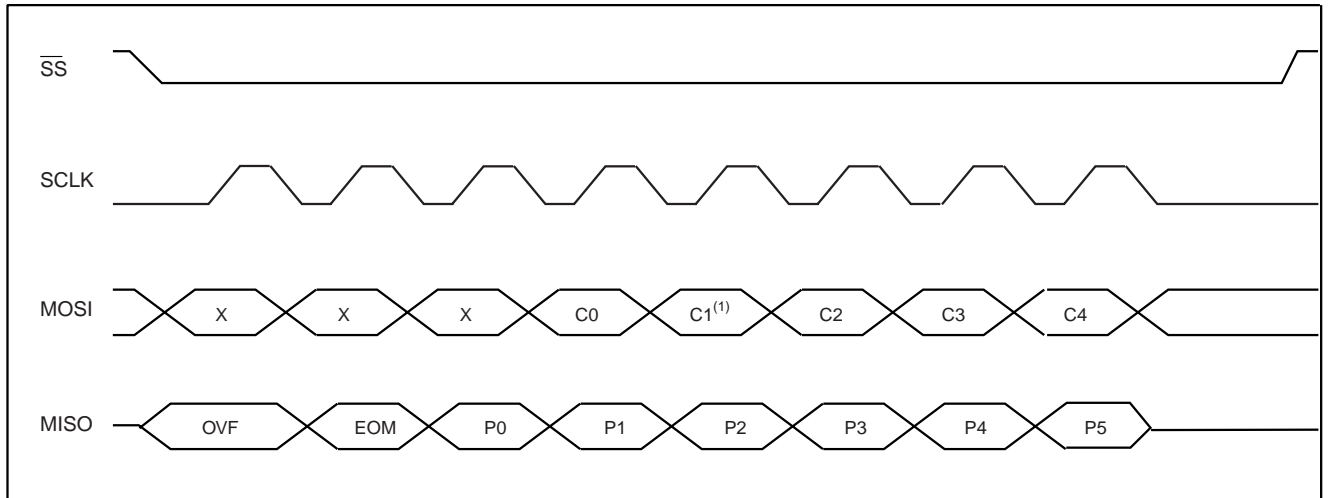 SS
SCLK
MOSI X X X C0 C1(1) C2 C3 C4
MISO OVF EOM P0 P1 P2 P3 P4 P5